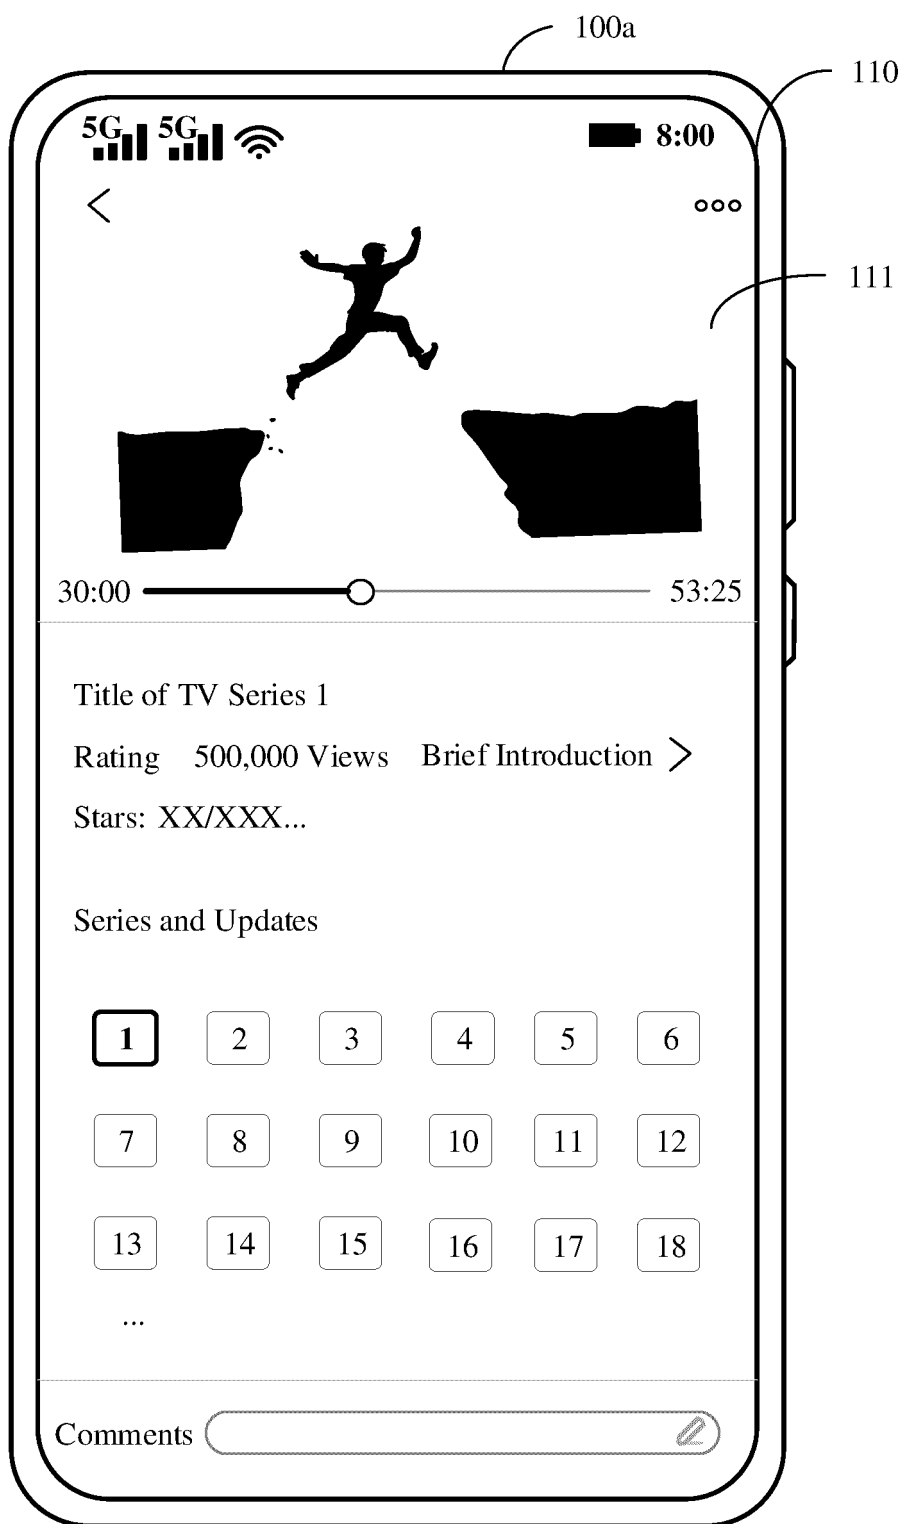 100a
110
5G 5G 8:00
111
30:00 53:25
Title of TV Series 1
Rating 500,000 Views Brief Introduction >
Stars: XX/XXX...
Series and Updates
1 2 3 4 5 6
7 8 9 10 11 12
13 14 15 16 17 18
...
Comments